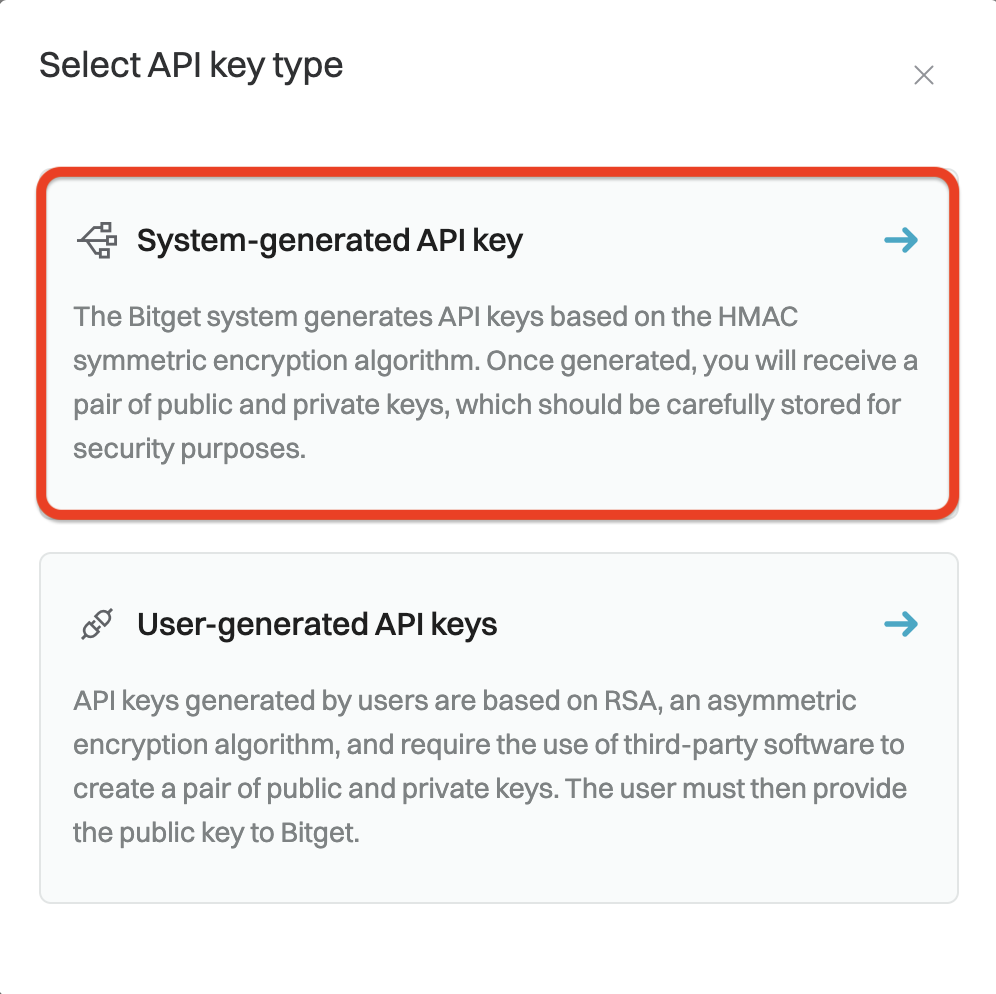 Select API key type
System-generated API key
The Bitget system generates API keys based on the HMAC
symmetric encryption algorithm. Once generated, you will receive a
pair of public and private keys, which should be carefully stored for
security purposes.
User-generated API keys
API keys generated by users are based on RSA, an asymmetric
encryption algorithm, and require the use of third-party software to
create a pair of public and private keys. The user must then provide
the public key to Bitget.